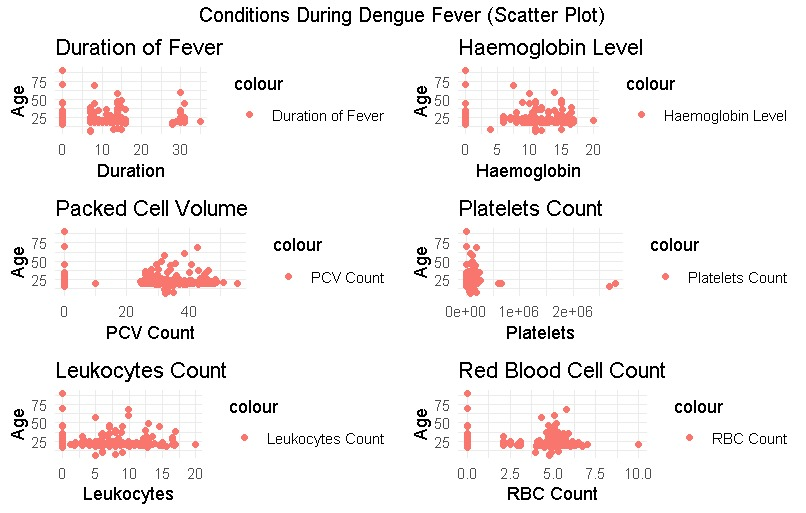 Conditions During Dengue Fever (Scatter Plot)
Duration of Fever
Age
75
50
25
0 10 20 30
Duration
colour
Duration of Fever
Haemoglobin Level
Age
75
50
25
0 5 10 15 20
Haemoglobin
colour
Haemoglobin Level
Packed Cell Volume
Age
75
50
25
0 20 40
PCV Count
colour
PCV Count
Platelets Count
Age
75
50
25
0e+00 1e+06 2e+06
Platelets
colour
Platelets Count
Leukocytes Count
Age
75
50
25
0 5 10 15 20
Leukocytes
colour
Leukocytes Count
Red Blood Cell Count
Age
75
50
25
0.0 2.5 5.0 7.5 10.0
RBC Count
colour
RBC Count